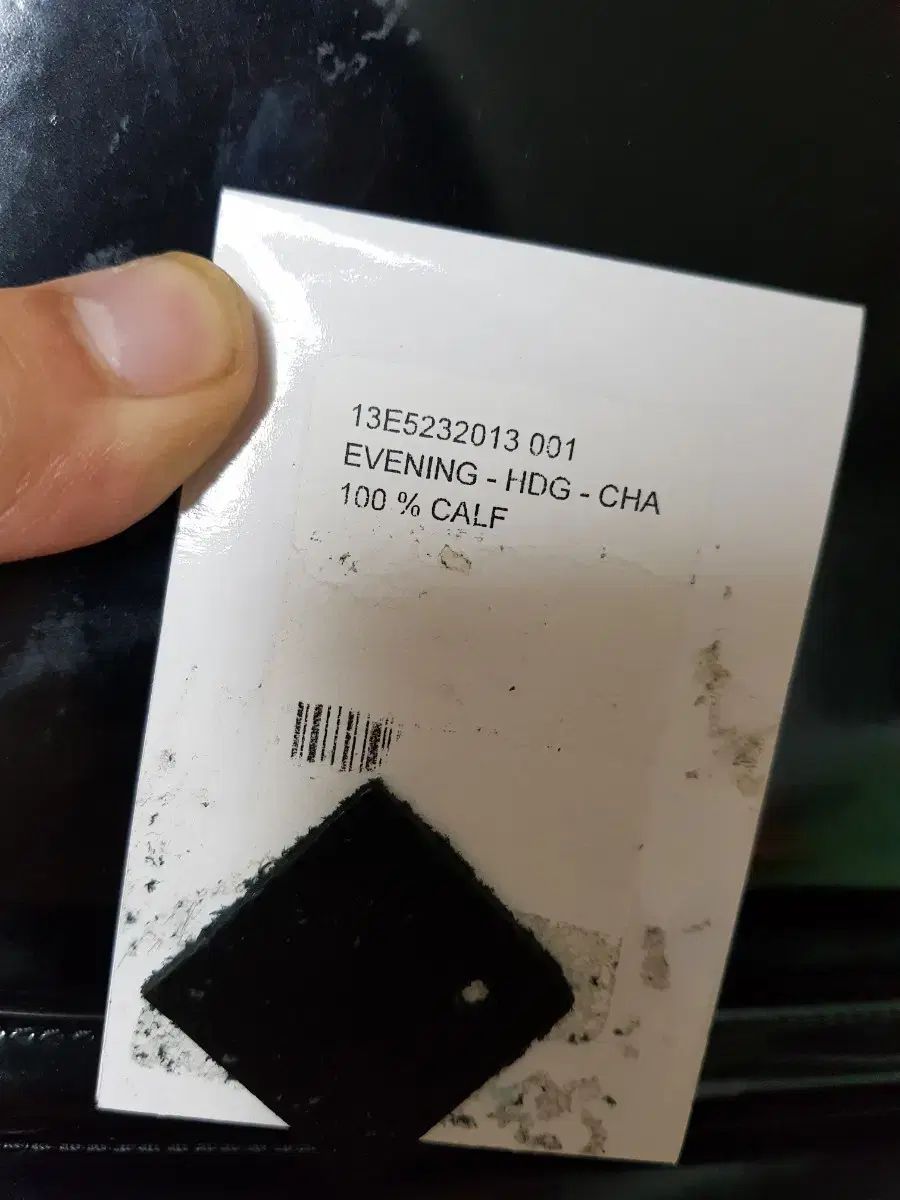 13E5232013 001
EVENING - HDG - CHA
100 % CALF